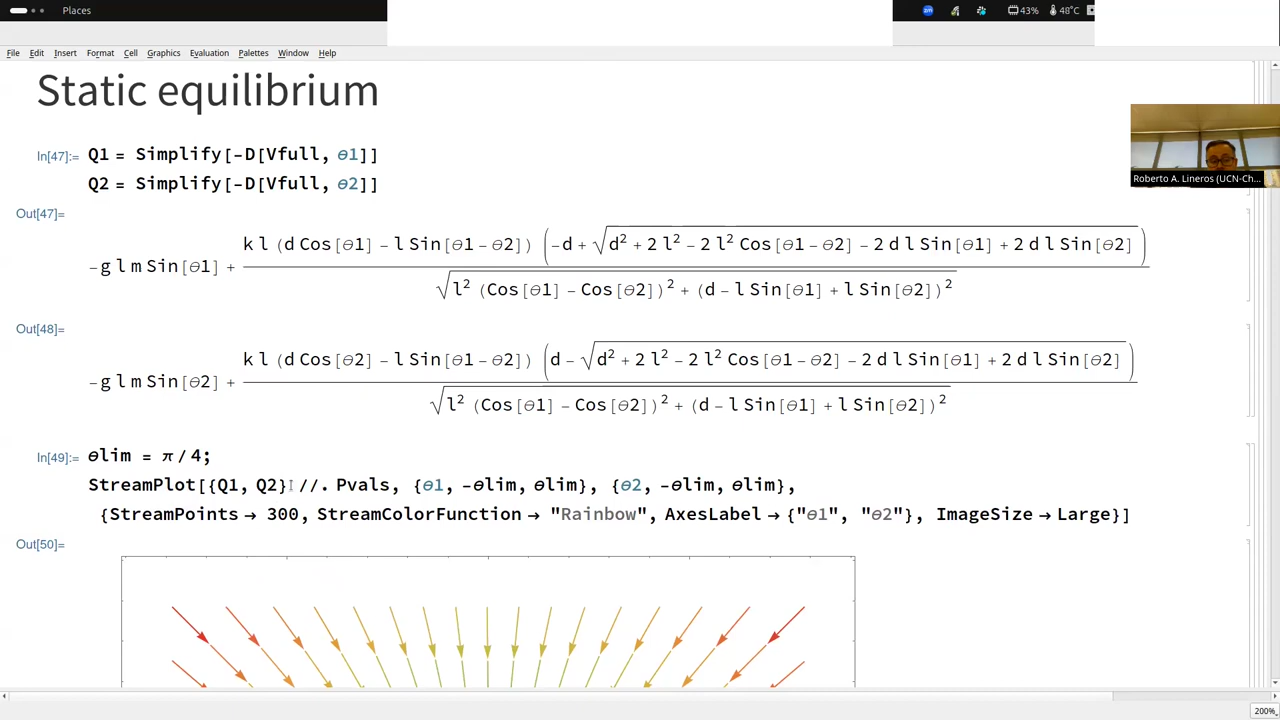 Places
43% 48°C
File Edit Insert Format Cell Graphics Evaluation Palettes Window Help
Static equilibrium
In[47]:= Q1 = Simplify[-D[Vfull, θ1]]
Q2 = Simplify[-D[Vfull, θ2]]
Out[47]=
-g l m Sin[θ1] + (k l (d Cos[θ1] - l Sin[θ1 - θ2]) (-d + √(d² + 2 l² - 2 l² Cos[θ1 - θ2] - 2 d l Sin[θ1] + 2 d l Sin[θ2]))) / √(l² (Cos[θ1] - Cos[θ2])² + (d - l Sin[θ1] + l Sin[θ2])²)
Out[48]=
-g l m Sin[θ2] + (k l (d Cos[θ2] - l Sin[θ1 - θ2]) (d - √(d² + 2 l² - 2 l² Cos[θ1 - θ2] - 2 d l Sin[θ1] + 2 d l Sin[θ2]))) / √(l² (Cos[θ1] - Cos[θ2])² + (d - l Sin[θ1] + l Sin[θ2])²)
In[49]:= θlim = π / 4;
StreamPlot[{Q1, Q2} //. Pvals, {θ1, -θlim, θlim}, {θ2, -θlim, θlim},
{StreamPoints → 300, StreamColorFunction → "Rainbow", AxesLabel → {"θ1", "θ2"}, ImageSize → Large}]
Out[50]=
Roberto A. Lineros (UCN-Ch...
200%